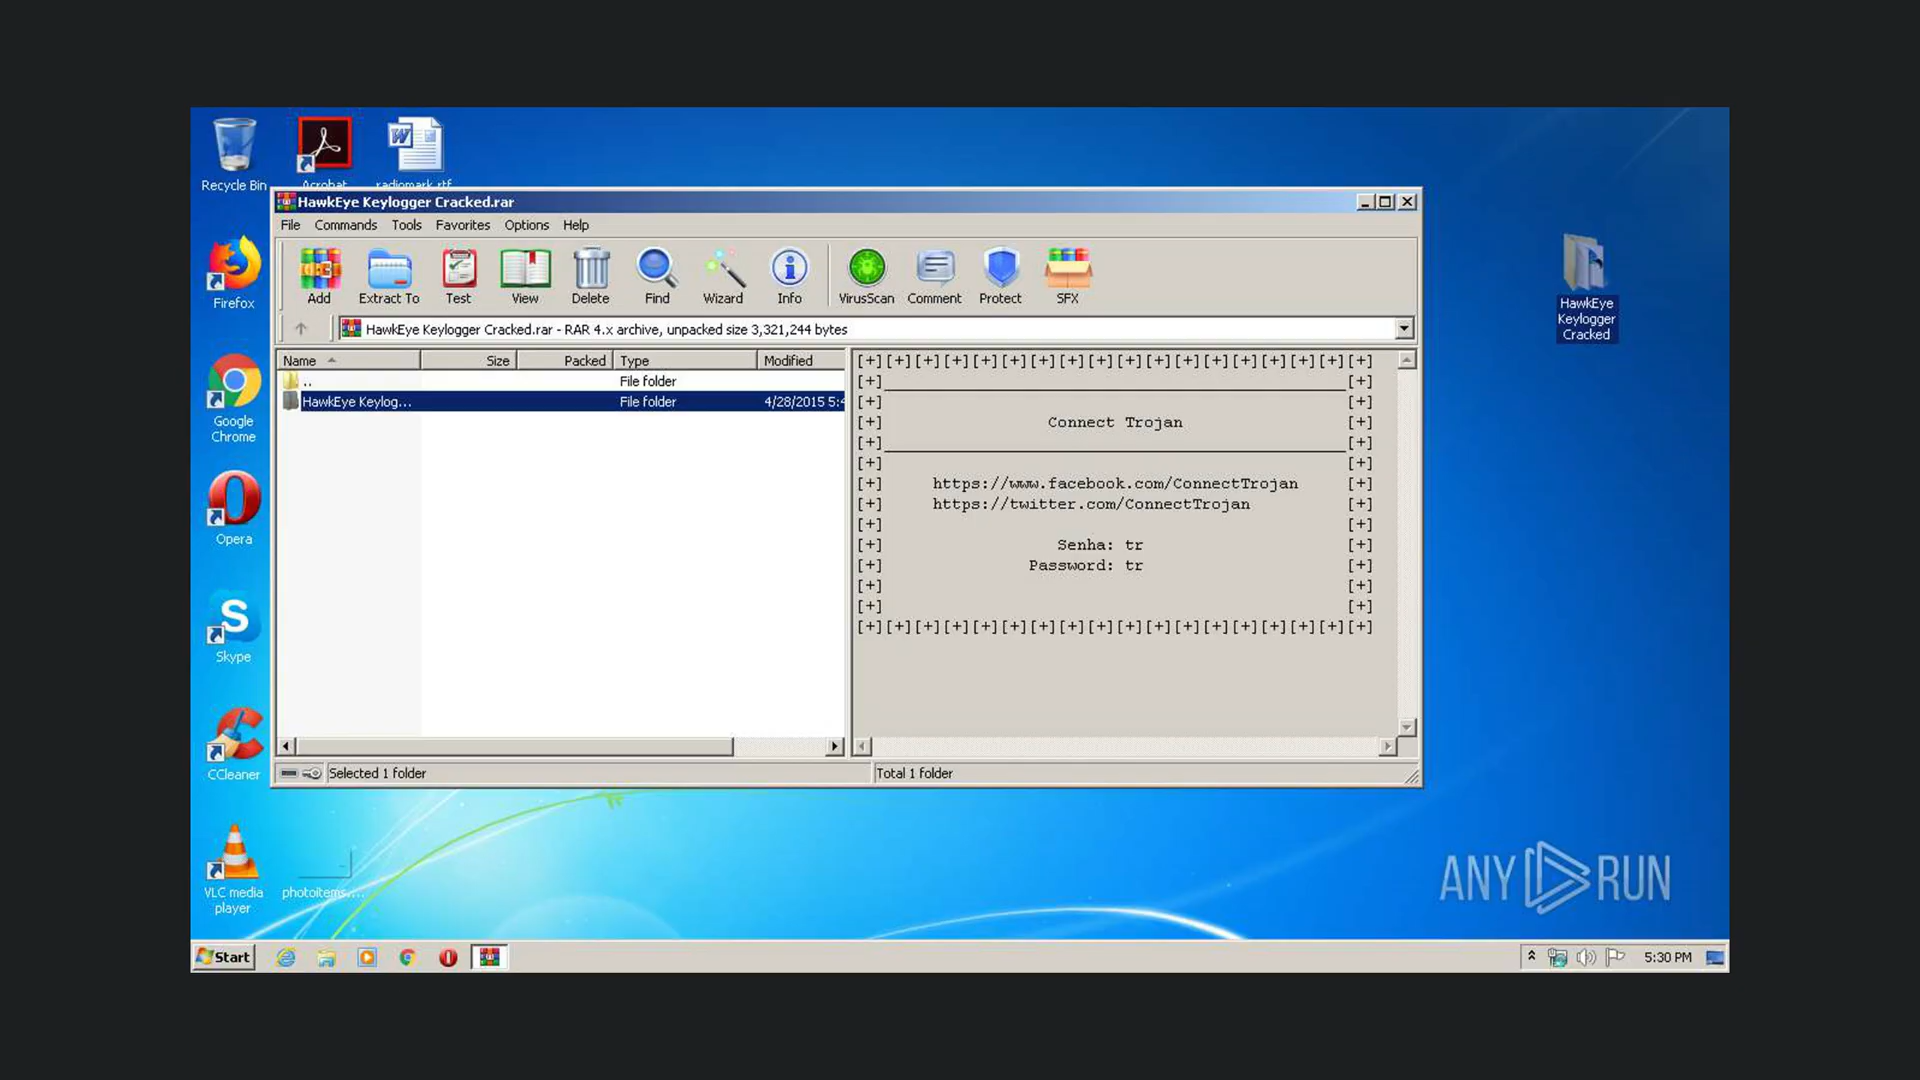 Recycle Bin
Acrobat
radiomark.rtf
HawkEye Keylogger Cracked.rar
File Commands Tools Favorites Options Help
Add Extract To Test View Delete Find Wizard Info VirusScan Comment Protect SFX
HawkEye Keylogger Cracked.rar - RAR 4.x archive, unpacked size 3,321,244 bytes
Name Size Packed Type Modified
.. File folder
HawkEye Keylog... File folder 4/28/2015 5:4
[+][+][+][+][+][+][+][+][+][+][+][+][+][+][+][+][+][+]
[+] [+]
[+] [+]
[+] Connect Trojan [+]
[+] [+]
[+] [+]
[+] https://www.facebook.com/ConnectTrojan [+]
[+] https://twitter.com/ConnectTrojan [+]
[+] [+]
[+] Senha: tr [+]
[+] Password: tr [+]
[+] [+]
[+] [+]
[+][+][+][+][+][+][+][+][+][+][+][+][+][+][+][+][+][+]
Selected 1 folder
Total 1 folder
Firefox
Google
Chrome
Opera
Skype
CCleaner
VLC media
player
photoitems....
HawkEye
Keylogger
Cracked
ANY RUN
Start
5:30 PM